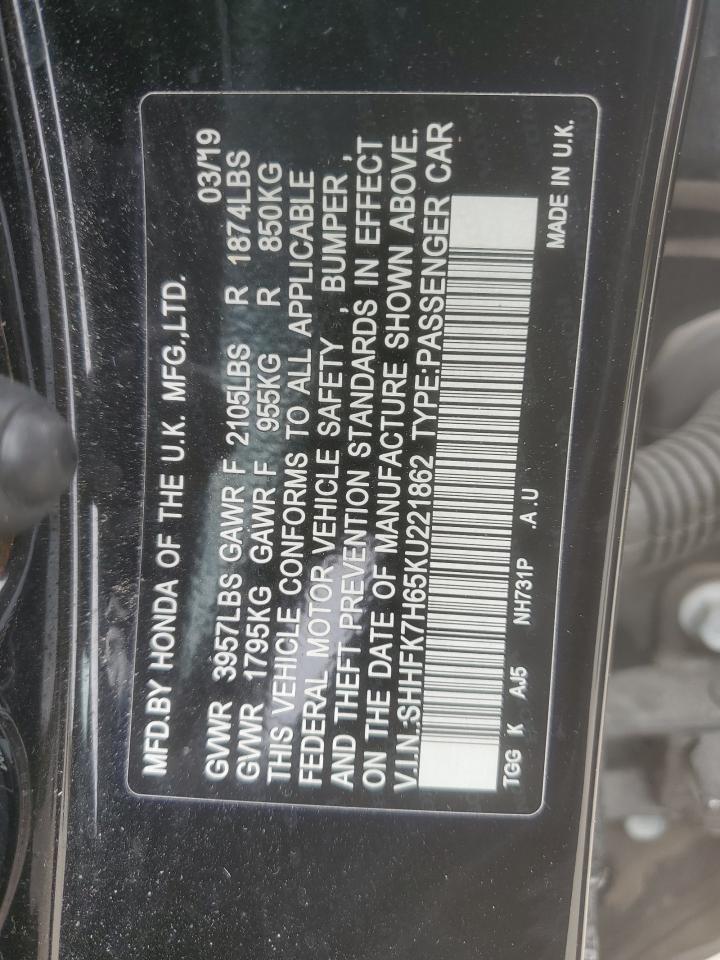 MFD.BY HONDA OF THE U.K. MFG.,LTD.
03/19
GVWR 3957LBS GAWR F 2105LBS R 1874LBS
GVWR 1795KG GAWR F 955KG R 850KG
THIS VEHICLE CONFORMS TO ALL APPLICABLE
FEDERAL MOTOR VEHICLE SAFETY , BUMPER ,
AND THEFT PREVENTION STANDARDS IN EFFECT
ON THE DATE OF MANUFACTURE SHOWN ABOVE.
V.I.N.:SHHFK7H65KU221862 TYPE:PASSENGER CAR
TGG K AJ5 NH731P .A.U MADE IN U.K.